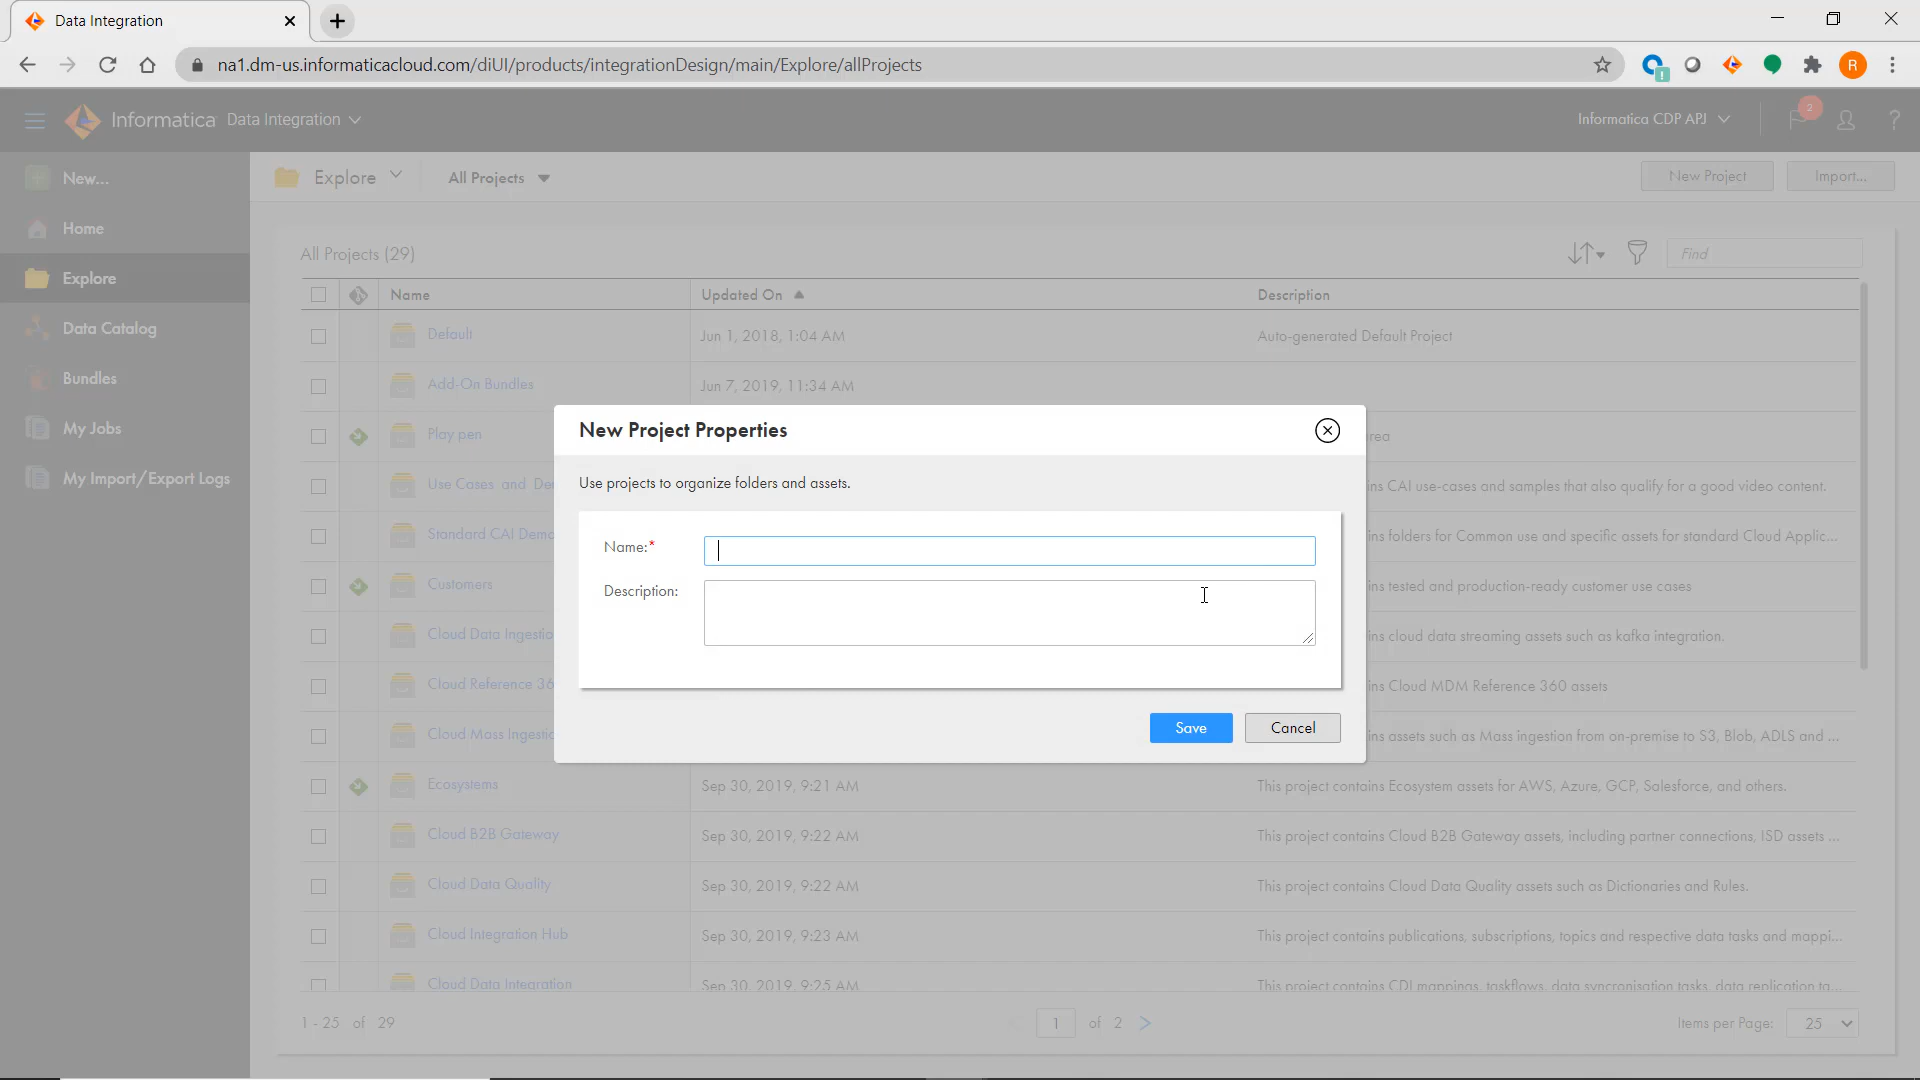 Data Integration
na1.dm-us.informaticacloud.com/diUI/products/integrationDesign/main/Explore/allProjects
R
Informatica Data Integration
Informatica CDP APJ
2
?
New...
Home
Explore
Data Catalog
Bundles
My Jobs
My Import/Export Logs
Explore
All Projects
New Project
Import...
All Projects (29)
Find
Name Updated On Description
Default Jun 1, 2018, 1:04 AM Auto-generated Default Project
Add-On Bundles Jun 7, 2019, 11:34 AM
Play pen
Use Cases and ins CAI use-cases and samples that also qualify for a good video content.
Standard CAI ins folders for Common use and specific assets for standard Cloud Applic...
Customers ins tested and production-ready customer use cases
Cloud Data ins cloud data streaming assets such as kafka integration.
Cloud Reference ins Cloud MDM Reference 360 assets
Cloud Mass ins assets such as Mass ingestion from on-premise to S3, Blob, ADLS and ...
Ecosystems Sep 30, 2019, 9:21 AM This project contains Ecosystem assets for AWS, Azure, GCP, Salesforce, and others.
Cloud B2B Gateway Sep 30, 2019, 9:22 AM This project contains Cloud B2B Gateway assets, including partner connections, ISD assets ...
Cloud Data Quality Sep 30, 2019, 9:22 AM This project contains Cloud Data Quality assets such as Dictionaries and Rules.
Cloud Integration Hub Sep 30, 2019, 9:23 AM This project contains publications, subscriptions, topics and respective data tasks and mappi...
Cloud Data Integration Sep 30, 2019, 9:25 AM This project contains CDI mappings, taskflows, data syncronisation tasks, data replication ta...
1 - 25 of 29
1 of 2
Items per Page: 25
New Project Properties
Use projects to organize folders and assets.
Name:*
Description:
Save
Cancel